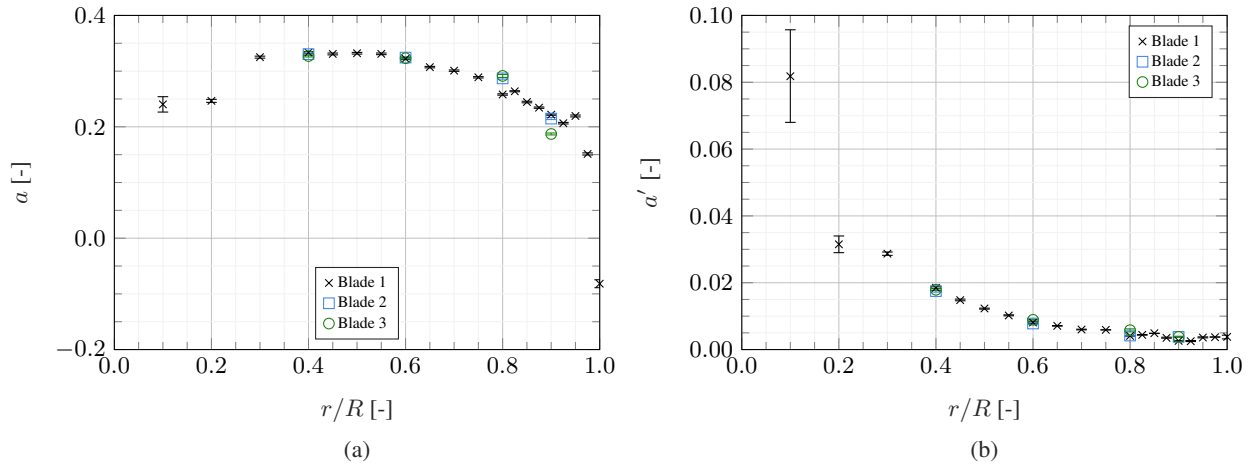 0.4
0.2
0.0
−0.2
a [-]
0.0 0.2 0.4 0.6 0.8 1.0
r/R [-]
Blade 1
Blade 2
Blade 3
(a)
0.10
0.08
0.06
0.04
0.02
0.00
a′ [-]
0.0 0.2 0.4 0.6 0.8 1.0
r/R [-]
Blade 1
Blade 2
Blade 3
(b)